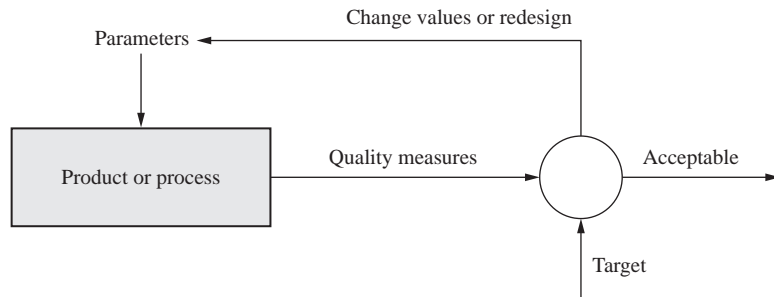 Change values or redesign
Parameters
Quality measures
Acceptable
Product or process
Target